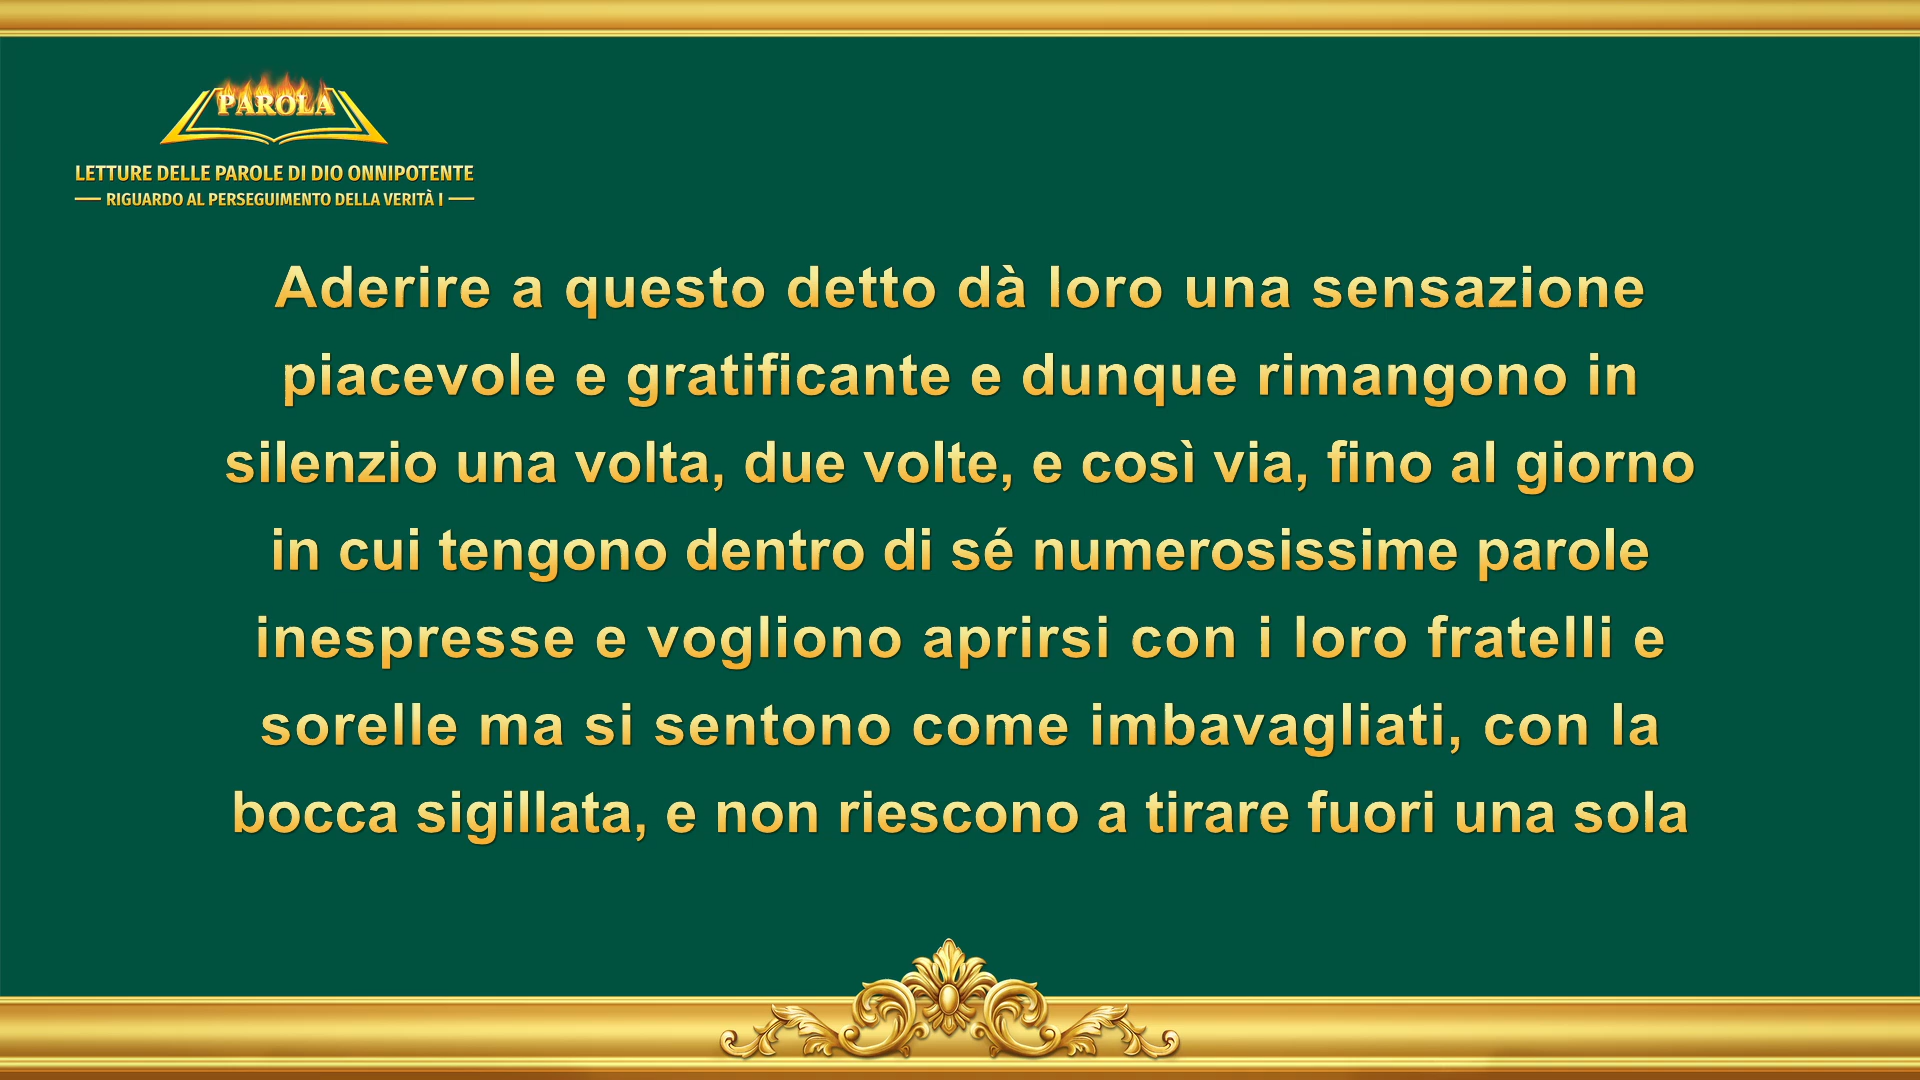 PAROLA
LETTURE DELLE PAROLE DI DIO ONNIPOTENTE
RIGUARDO AL PERSEGUIMENTO DELLA VERITÀ I
Aderire a questo detto dà loro una sensazione
piacevole e gratificante e dunque rimangono in
silenzio una volta, due volte, e così via, fino al giorno
in cui tengono dentro di sé numerosissime parole
inespresse e vogliono aprirsi con i loro fratelli e
sorelle ma si sentono come imbavagliati, con la
bocca sigillata, e non riescono a tirare fuori una sola